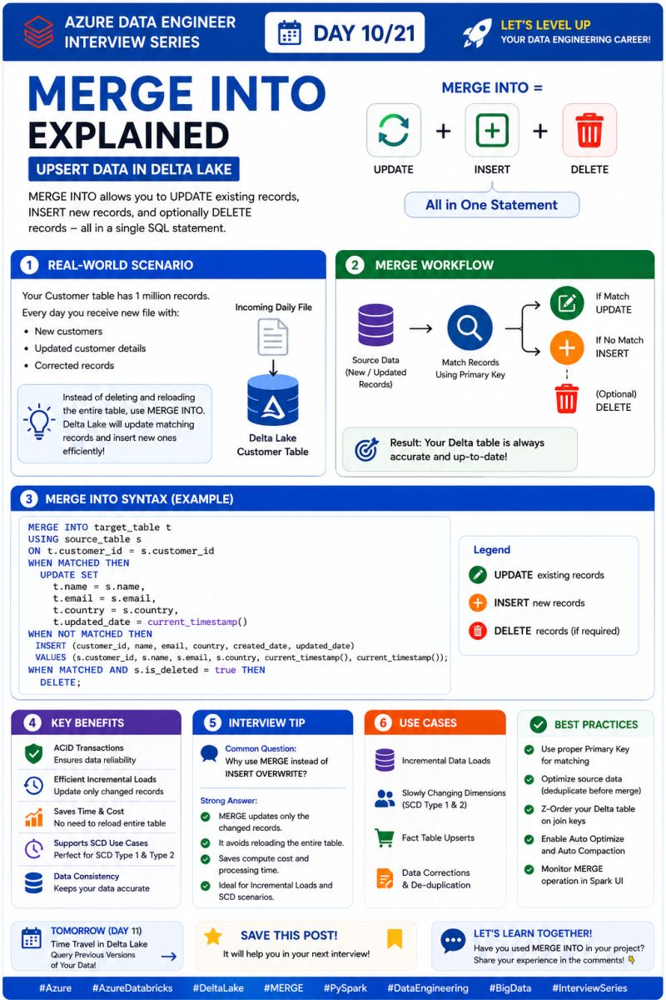 AZURE DATA ENGINEER
INTERVIEW SERIES
DAY 10/21
LET'S LEVEL UP
YOUR DATA ENGINEERING CAREER!
MERGE INTO
EXPLAINED
UPSERT DATA IN DELTA LAKE
MERGE INTO allows you to UPDATE existing records,
INSERT new records, and optionally DELETE
records – all in a single SQL statement.
MERGE INTO =
+
+
UPDATE
INSERT
DELETE
All in One Statement
1 REAL-WORLD SCENARIO
Your Customer table has 1 million records.
Every day you receive new file with:
• New customers
• Updated customer details
• Corrected records
Instead of deleting and reloading
the entire table, use MERGE INTO.
Delta Lake will update matching
records and insert new ones
efficiently!
Incoming Daily File
Delta Lake
Customer Table
2 MERGE WORKFLOW
Source Data
(New / Updated
Records)
Match Records
Using Primary Key
If Match
UPDATE
If No Match
INSERT
(Optional)
DELETE
Result: Your Delta table is always
accurate and up-to-date!
3 MERGE INTO SYNTAX (EXAMPLE)
MERGE INTO target_table t
USING source_table s
ON t.customer_id = s.customer_id
WHEN MATCHED THEN
UPDATE SET
t.name = s.name,
t.email = s.email,
t.country = s.country,
t.updated_date = current_timestamp()
WHEN NOT MATCHED THEN
INSERT (customer_id, name, email, country, created_date, updated_date)
VALUES (s.customer_id, s.name, s.email, s.country, current_timestamp(), current_timestamp());
WHEN MATCHED AND s.is_deleted = true THEN
DELETE;
Legend
UPDATE existing records
INSERT new records
DELETE records (if required)
4 KEY BENEFITS
ACID Transactions
Ensures data reliability
Efficient Incremental Loads
Update only changed records
Saves Time & Cost
No need to reload entire table
Supports SCD Use Cases
Perfect for SCD Type 1 & Type 2
Data Consistency
Keeps your data accurate
5 INTERVIEW TIP
Common Question:
Why use MERGE instead of
INSERT OVERWRITE?
Strong Answer:
MERGE updates only the
changed records.
It avoids reloading the entire table.
Saves compute cost and
processing time.
Ideal for Incremental Loads and
SCD scenarios.
6 USE CASES
Incremental Data Loads
Slowly Changing Dimensions
(SCD Type 1 & 2)
Fact Table Upserts
Data Corrections
& De-duplication
BEST PRACTICES
Use proper Primary Key
for matching
Optimize source data
(deduplicate before merge)
Z-Order your Delta table
on join keys
Enable Auto Optimize
and Auto Compaction
Monitor MERGE
operation in Spark UI
TOMORROW (DAY 11)
Time Travel in Delta Lake
Query Previous Versions
of Your Data!
SAVE THIS POST!
It will help you in your next interview!
LET'S LEARN TOGETHER!
Have you used MERGE INTO in your project?
Share your experience in the comments! 👇
#Azure #AzureDatabricks #DeltaLake #MERGE #PySpark #DataEngineering #BigData #InterviewSeries